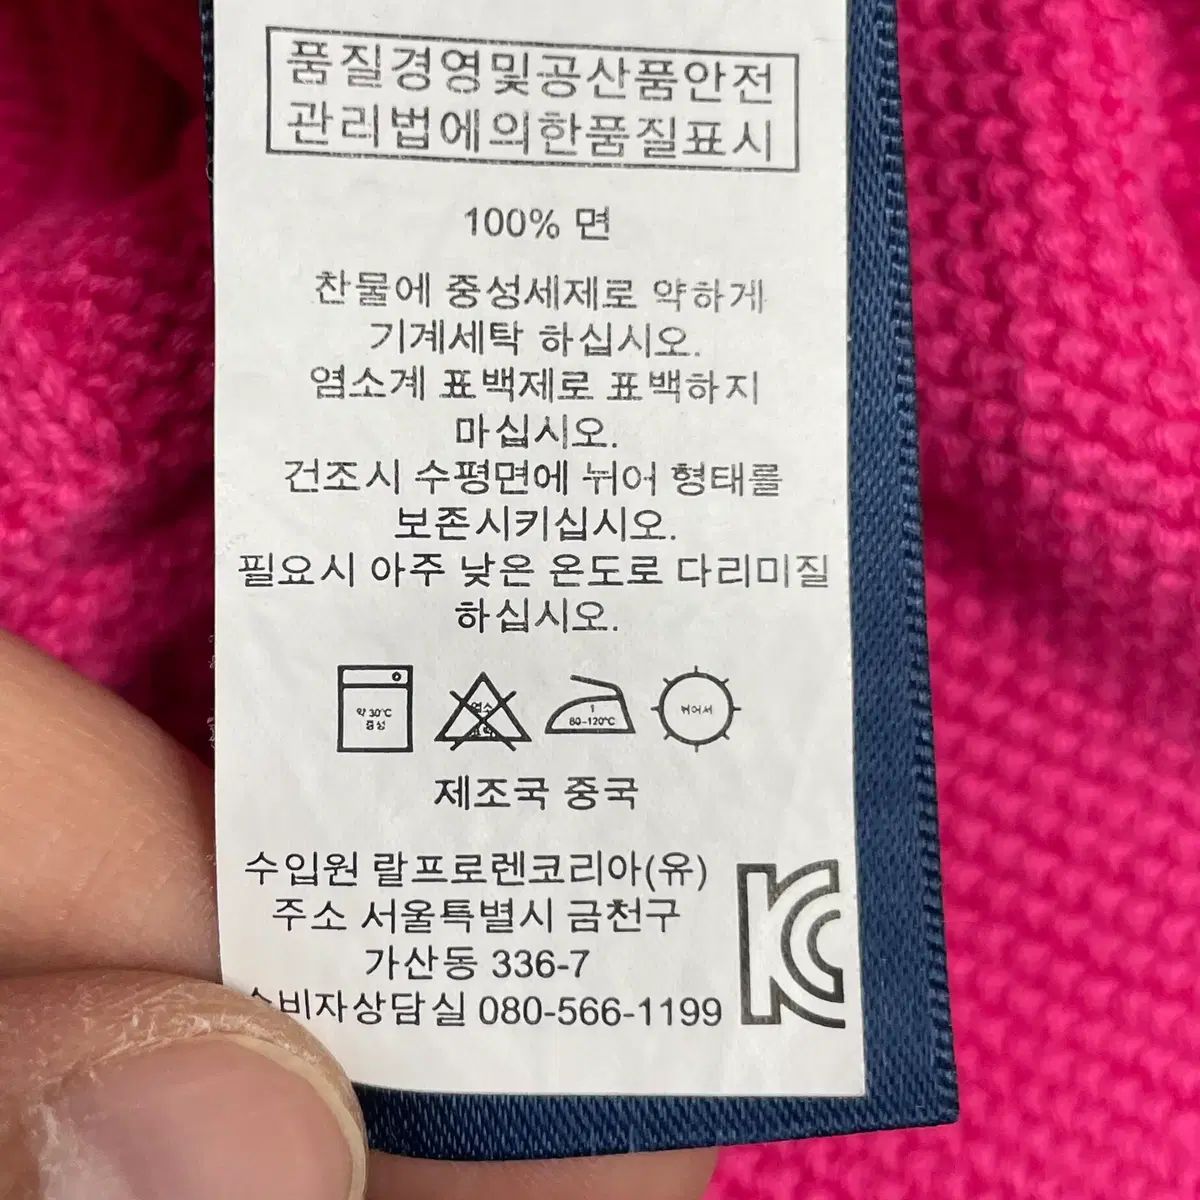 품질경영및공산품안전
관리법에의한품질표시
100% 면
찬물에 중성세제로 약하게
기계세탁 하십시오.
염소계 표백제로 표백하지
마십시오.
건조시 수평면에 뉘어 형태를
보존시키십시오.
필요시 아주 낮은 온도로 다리미질
하십시오.
약 30℃
중성
염소
표백
1
80-120℃
뉘어서
제조국 중국
수입원 랄프로렌코리아(유)
주소 서울특별시 금천구
가산동 336-7
소비자상담실 080-566-1199
KC